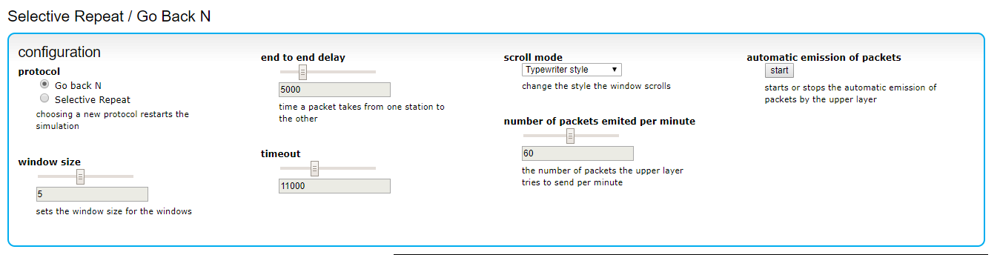 Selective Repeat / Go Back N
configuration
protocol
Go back N
Selective Repeat
choosing a new protocol restarts the
simulation
window size
5
sets the window size for the windows
end to end delay
5000
time a packet takes from one station to
the other
timeout
11000
scroll mode
Typewriter style
change the style the window scrolls
number of packets emited per minute
60
the number of packets the upper layer
tries to send per minute
automatic emission of packets
start
starts or stops the automatic emission of
packets by the upper layer